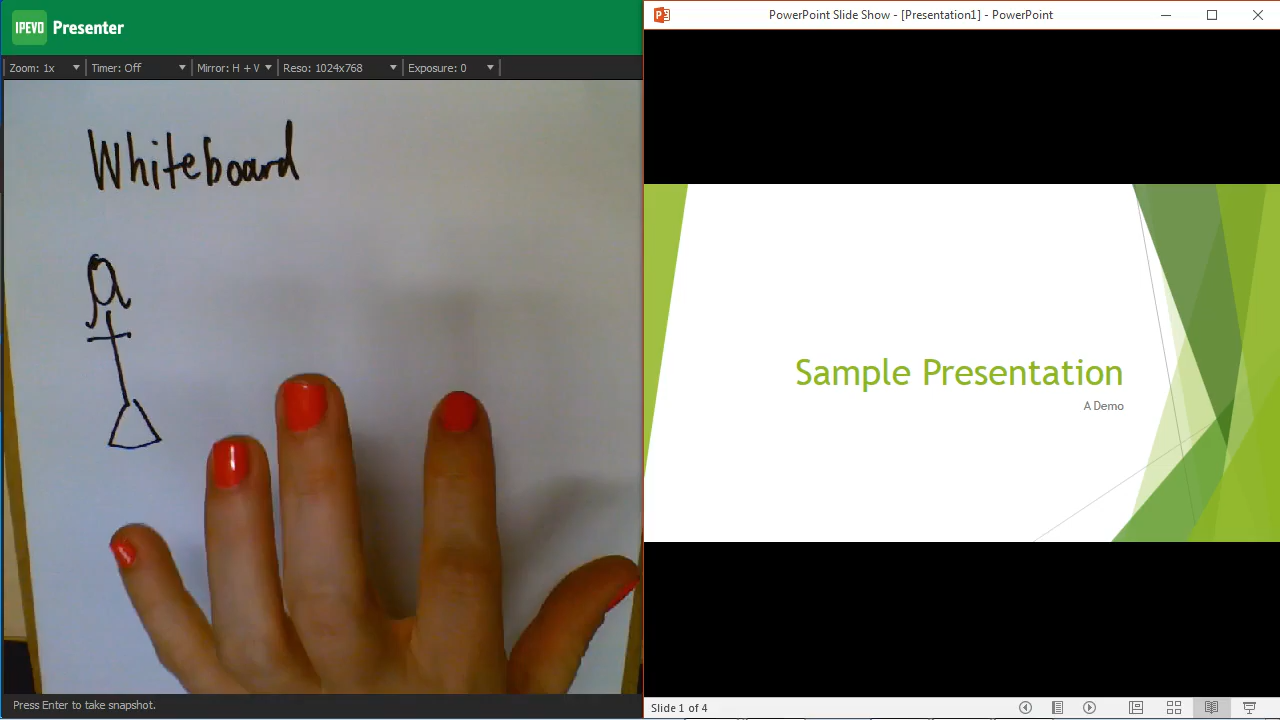 IPEVO Presenter
Zoom: 1x Timer: Off Mirror: H + V Reso: 1024x768 Exposure: 0
Whiteboard
Press Enter to take snapshot.
PowerPoint Slide Show - [Presentation1] - PowerPoint
Sample Presentation
A Demo
Slide 1 of 4